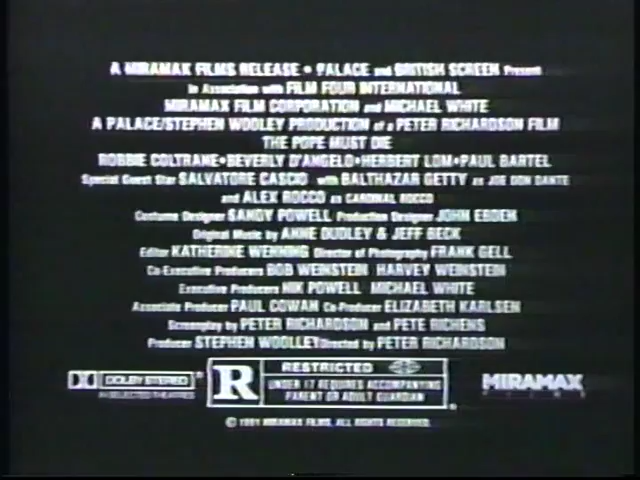 A MIRAMAX FILMS RELEASE • PALACE and BRITISH SCREEN Present
In Association with FILM FOUR INTERNATIONAL
MIRAMAX FILM CORPORATION and MICHAEL WHITE
A PALACE/STEPHEN WOOLEY PRODUCTION of a PETER RICHARDSON FILM
THE POPE MUST DIE
ROBBIE COLTRANE•BEVERLY D'ANGELO•HERBERT LOM•PAUL BARTEL
Special Guest Star SALVATORE CASCIO with BALTHAZAR GETTY as JOE DON DANTE
and ALEX ROCCO as CARDINAL ROCCO
Costume Designer SANDY POWELL Production Designer JOHN EBDEN
Original Music by ANNE DUDLEY & JEFF BECK
Editor KATHERINE WENNING Director of Photography FRANK GELL
Co-Executive Producers BOB WEINSTEIN HARVEY WEINSTEIN
Executive Producers NIK POWELL MICHAEL WHITE
Associate Producer PAUL COWAN Co-Producer ELIZABETH KARLSEN
Screenplay by PETER RICHARDSON and PETE RICHENS
Producer STEPHEN WOOLLEY Directed by PETER RICHARDSON
DOLBY STEREO
IN SELECTED THEATRES
R RESTRICTED
UNDER 17 REQUIRES ACCOMPANYING
PARENT OR ADULT GUARDIAN
MIRAMAX
FILMS
© 1991 MIRAMAX FILMS. ALL RIGHTS RESERVED.